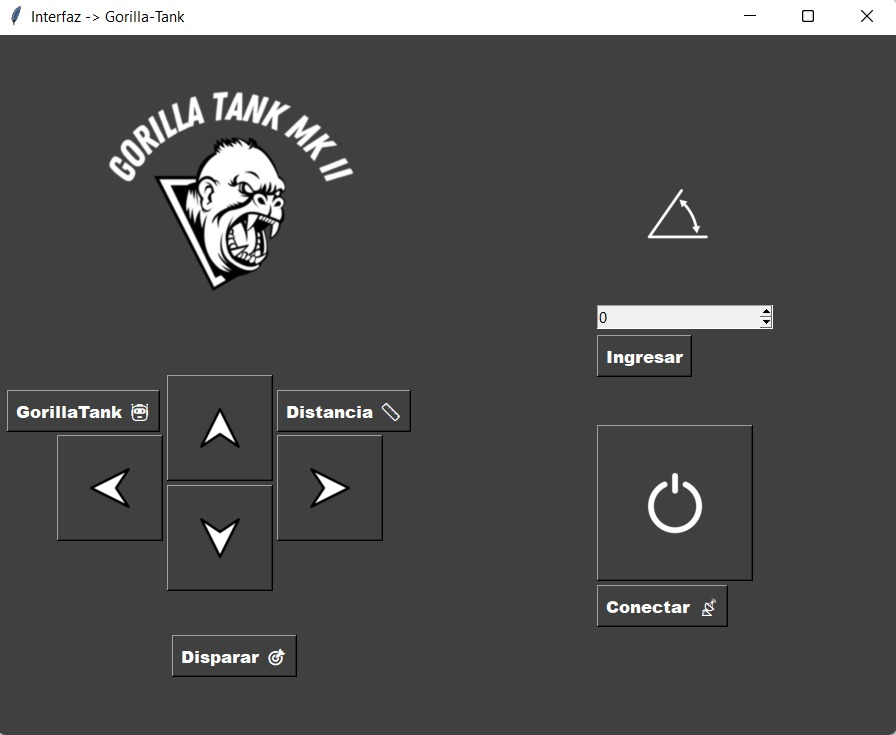 Interfaz -> Gorilla-Tank
GORILLA TANK MK II
0
Ingresar
GorillaTank
Distancia
Conectar
Disparar